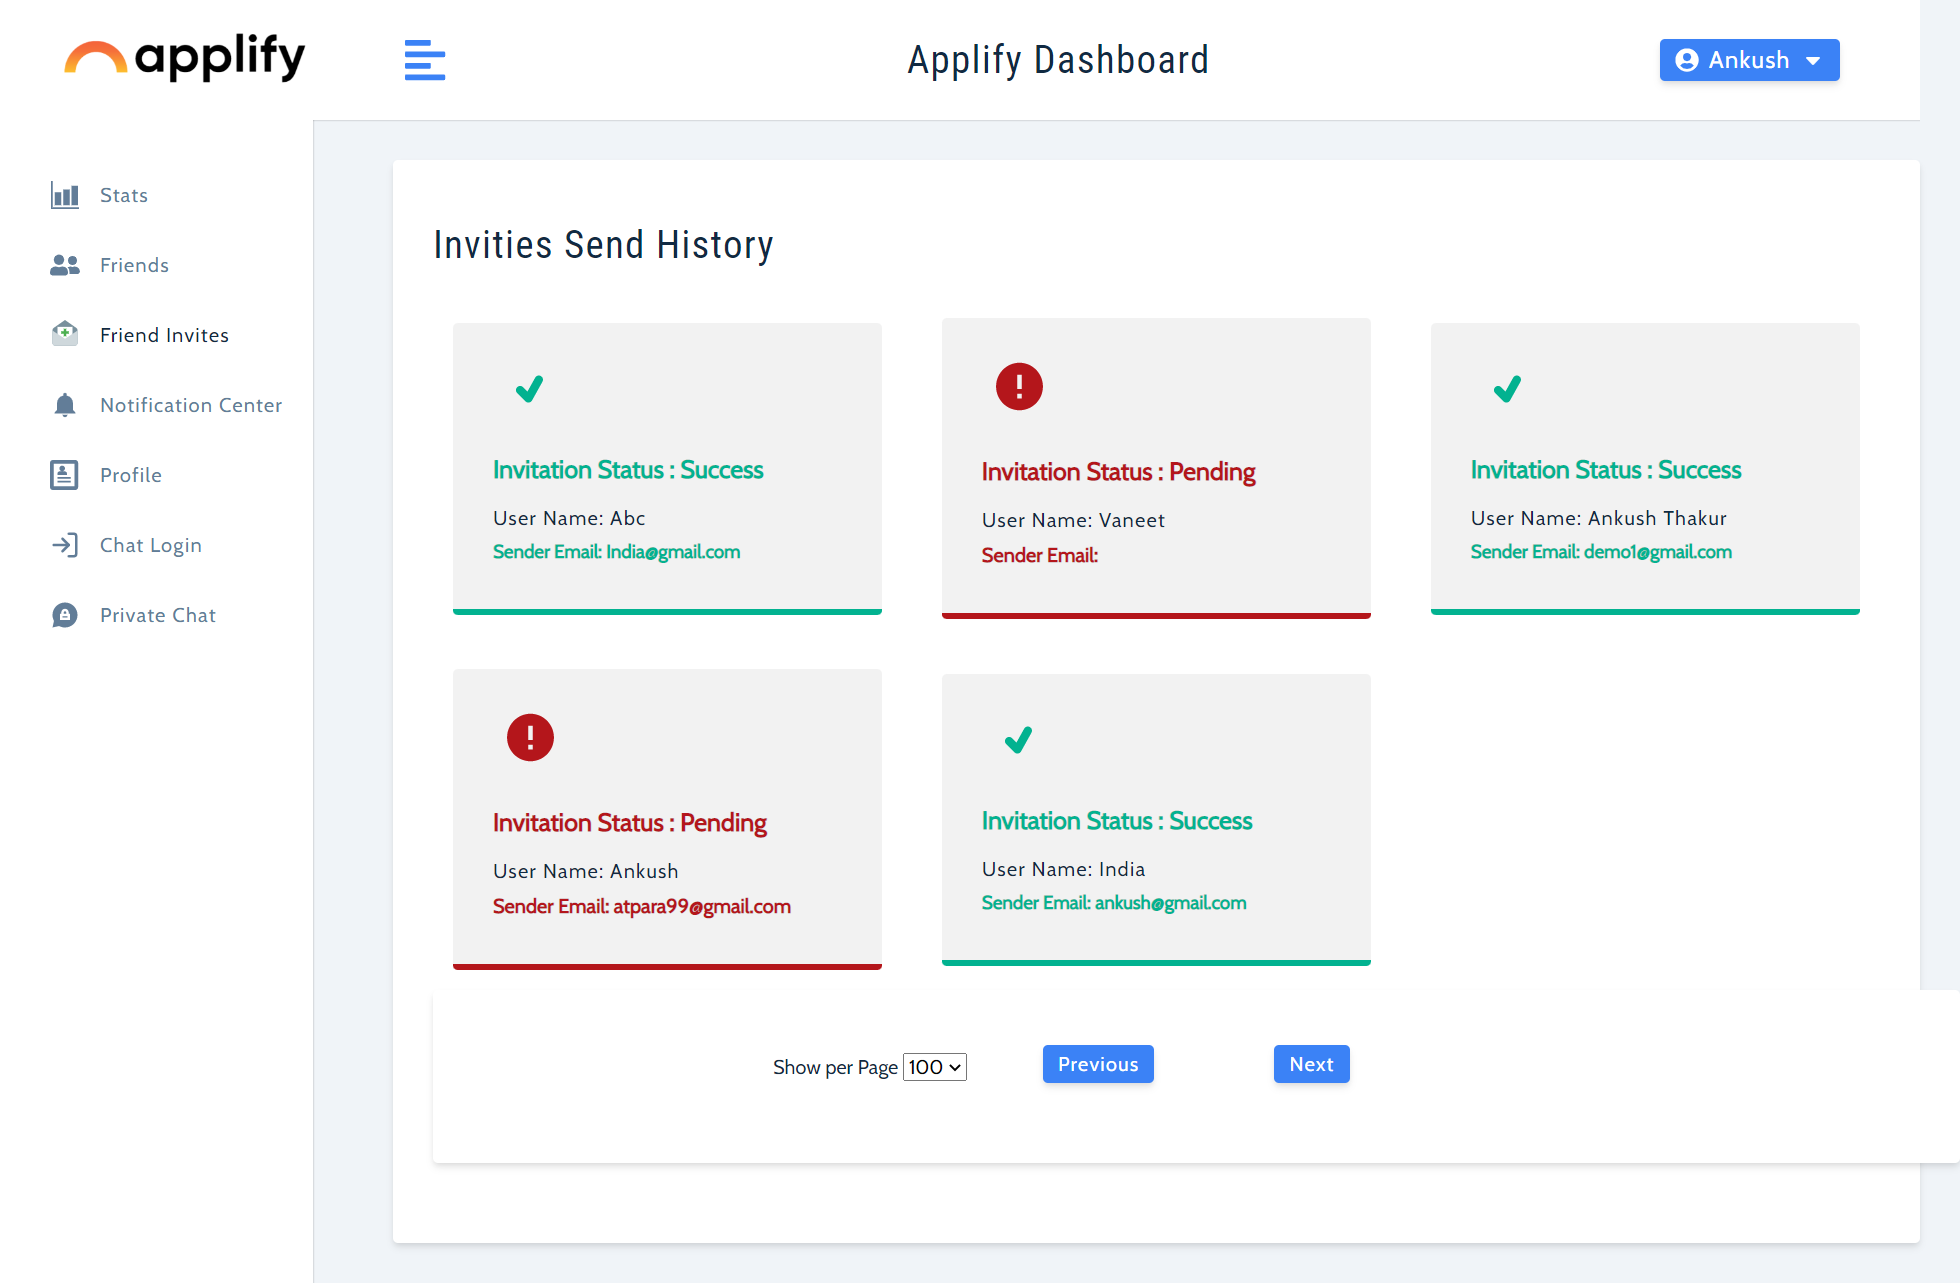 applify
Applify Dashboard
Ankush
Stats
Friends
Friend Invites
Notification Center
Profile
Chat Login
Private Chat
Invities Send History
Invitation Status : Success
User Name: Abc
Sender Email: India@gmail.com
Invitation Status : Pending
User Name: Vaneet
Sender Email:
Invitation Status : Success
User Name: Ankush Thakur
Sender Email: demo1@gmail.com
Invitation Status : Pending
User Name: Ankush
Sender Email: atpara99@gmail.com
Invitation Status : Success
User Name: India
Sender Email: ankush@gmail.com
Show per Page 100
Previous
Next